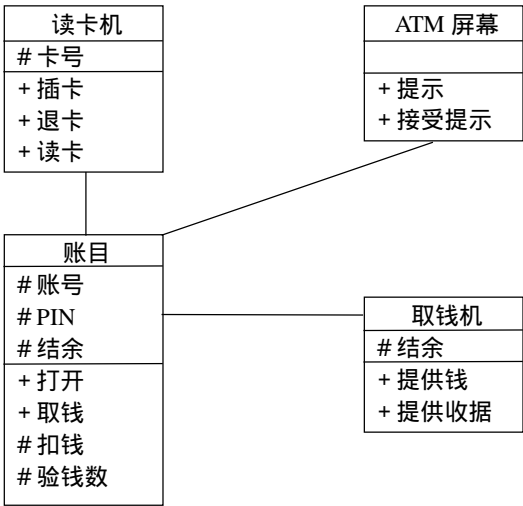 读卡机
# 卡号
+ 插卡
+ 退卡
+ 读卡
ATM 屏幕
+ 提示
+ 接受提示
账目
# 账号
# PIN
# 结余
+ 打开
+ 取钱
# 扣钱
# 验钱数
取钱机
# 结余
+ 提供钱
+ 提供收据